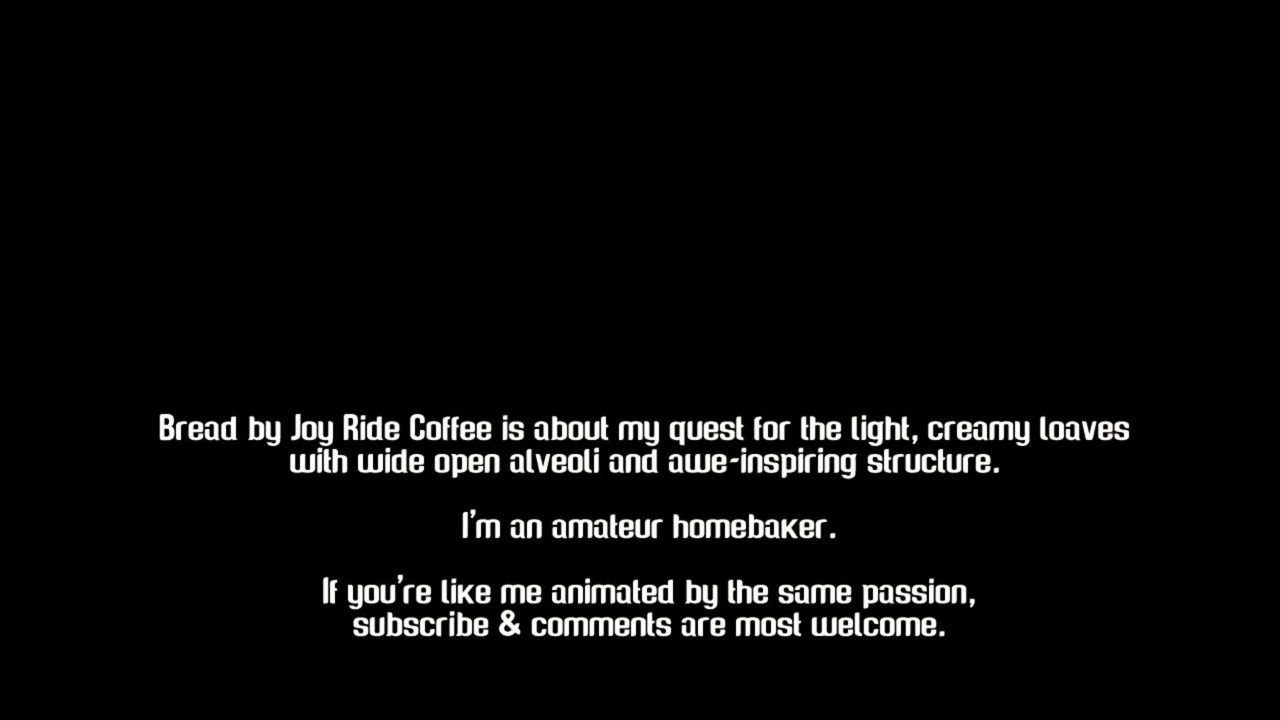 Bread by Joy Ride Coffee is about my quest for the light, creamy loaves
with wide open alveoli and awe-inspiring structure.
I'm an amateur homebaker.
If you're like me animated by the same passion,
subscribe & comments are most welcome.